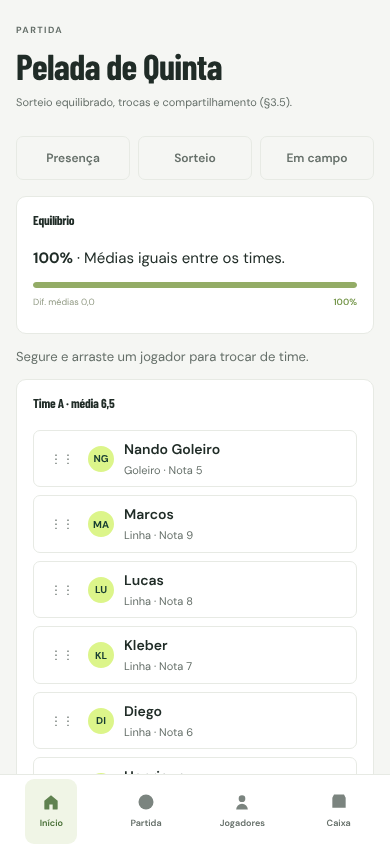 PARTIDA
Pelada de Quinta
Sorteio equilibrado, trocas e compartilhamento (§3.5).
Presença
Sorteio
Em campo
Equilíbrio
100% · Médias iguais entre os times.
Dif. médias 0,0
100%
Segure e arraste um jogador para trocar de time.
Time A · média 6,5
NG
Nando Goleiro
Goleiro · Nota 5
MA
Marcos
Linha · Nota 9
LU
Lucas
Linha · Nota 8
KL
Kleber
Linha · Nota 7
DI
Diego
Linha · Nota 6
Início
Partida
Jogadores
Caixa